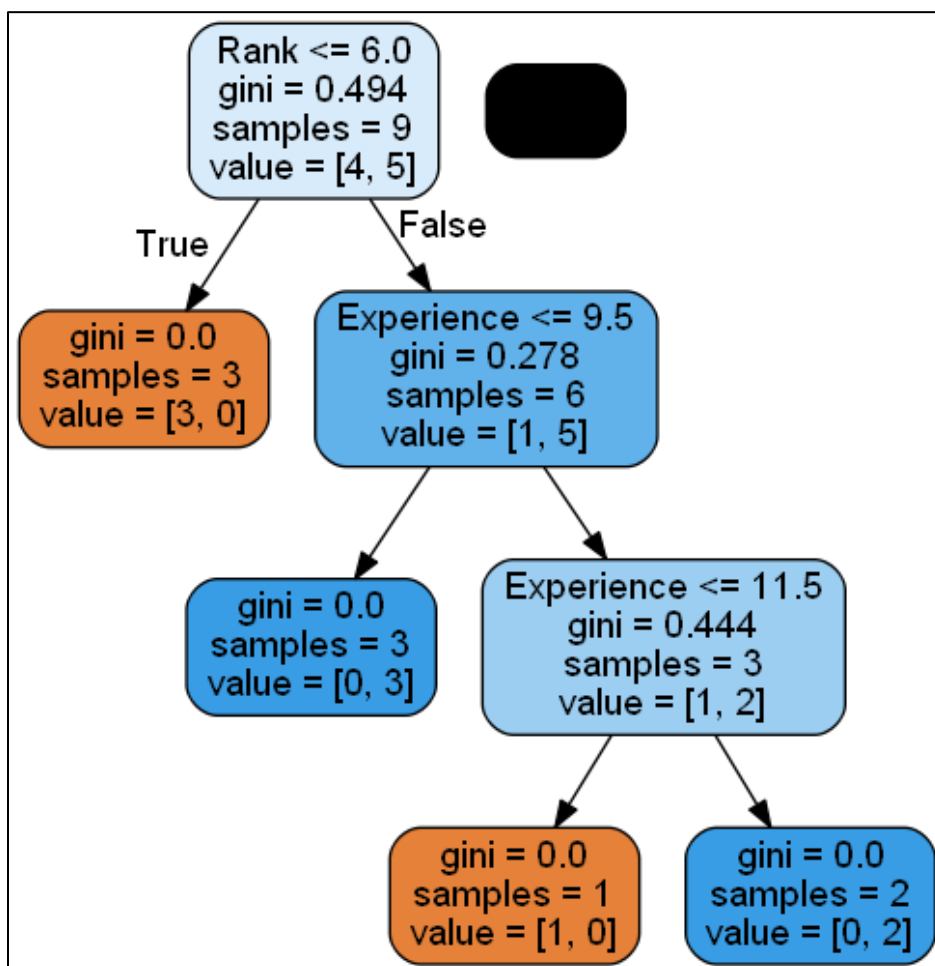 Rank <= 6.0
gini = 0.494
samples = 9
value = [4, 5]
True
False
gini = 0.0
samples = 3
value = [3, 0]
Experience <= 9.5
gini = 0.278
samples = 6
value = [1, 5]
gini = 0.0
samples = 3
value = [0, 3]
Experience <= 11.5
gini = 0.444
samples = 3
value = [1, 2]
gini = 0.0
samples = 1
value = [1, 0]
gini = 0.0
samples = 2
value = [0, 2]